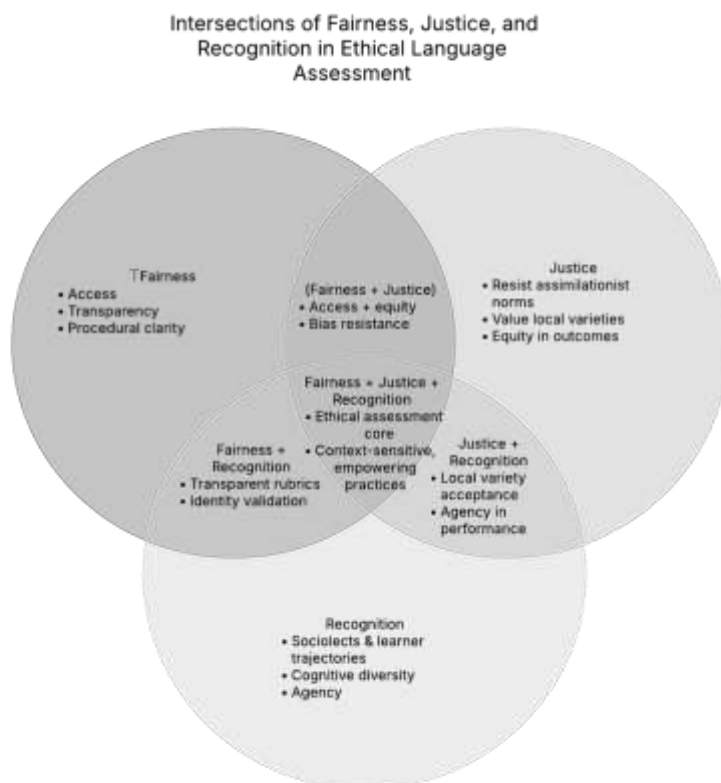 Intersections of Fairness, Justice, and
Recognition in Ethical Language
Assessment
TFairness
• Access
• Transparency
• Procedural clarity
(Fairness + Justice)
• Access + equity
• Bias resistance
Justice
• Resist assimilationist
norms
• Value local varieties
• Equity in outcomes
Fairness + Justice +
Recognition
• Ethical assessment
core
• Context-sensitive,
empowering
practices
Fairness +
Recognition
• Transparent rubrics
• Identity validation
Justice +
Recognition
• Local variety
acceptance
• Agency in
performance
Recognition
• Sociolects & learner
trajectories
• Cognitive diversity
• Agency